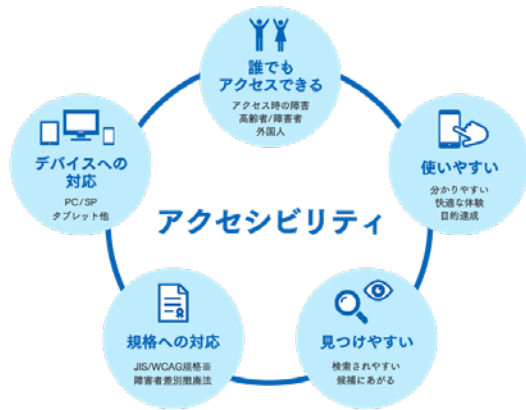 誰でも
アクセスできる
アクセス時の障害
高齢者/障害者
外国人
デバイスへの
対応
PC/SP
タブレット他
使いやすい
分かりやすい
快適な体験
目的達成
アクセシビリティ
規格への対応
JIS/WCAG規格※
障害者差別撤廃法
見つけやすい
検索されやすい
候補にあがる